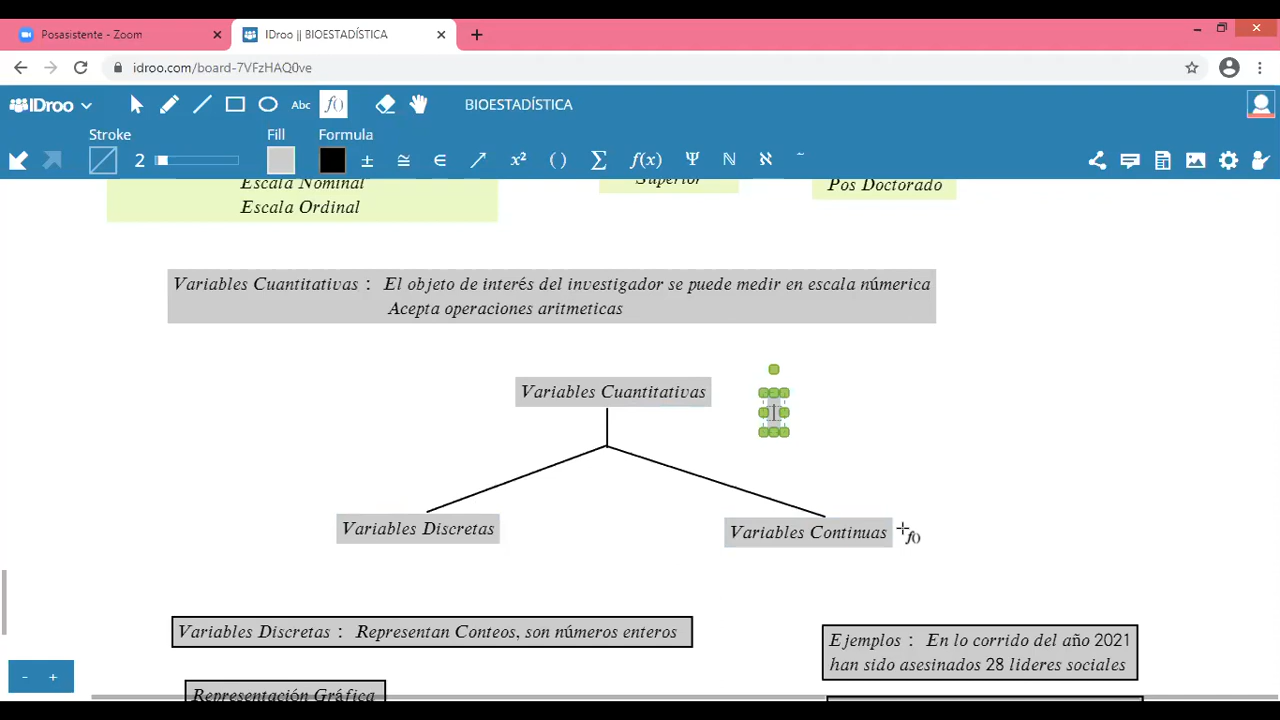 Posasistente - Zoom
IDroo || BIOESTADÍSTICA
idroo.com/board-7VFzHAQ0ve
IDroo
Abc
f()
BIOESTADÍSTICA
Stroke
Fill
Formula
2
± ≅ ∈ x² ( ) ∑ f(x) Ψ ℕ ℵ ~
Escala Nominal
Escala Ordinal
Superior
Pos Doctorado
Variables Cuantitativas : El objeto de interés del investigador se puede medir en escala númerica
Acepta operaciones aritmeticas
Variables Cuantitativas
Variables Discretas
Variables Continuas
f()
Variables Discretas : Representan Conteos, son números enteros
Ejemplos : En lo corrido del año 2021
han sido asesinados 28 lideres sociales
Representación Gráfica
- +